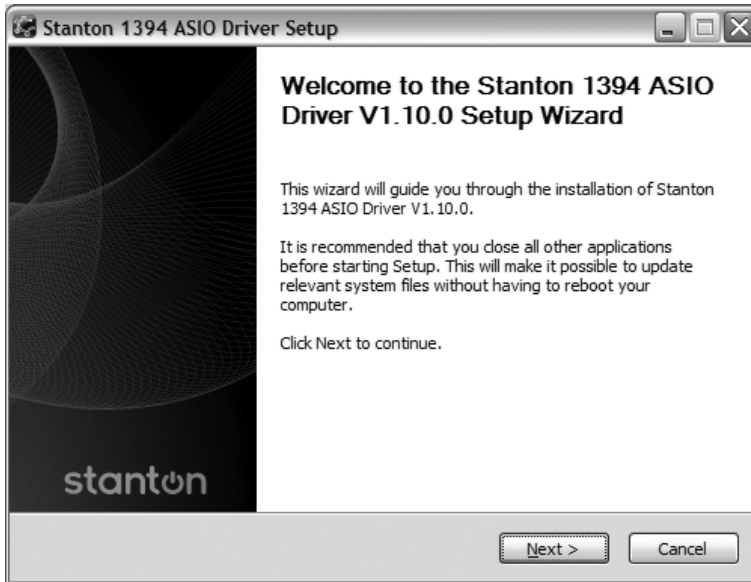 Stanton 1394 ASIO Driver Setup
Welcome to the Stanton 1394 ASIO
Driver V1.10.0 Setup Wizard
This wizard will guide you through the installation of Stanton
1394 ASIO Driver V1.10.0.
It is recommended that you close all other applications
before starting Setup. This will make it possible to update
relevant system files without having to reboot your
computer.
Click Next to continue.
stanton
Next >
Cancel